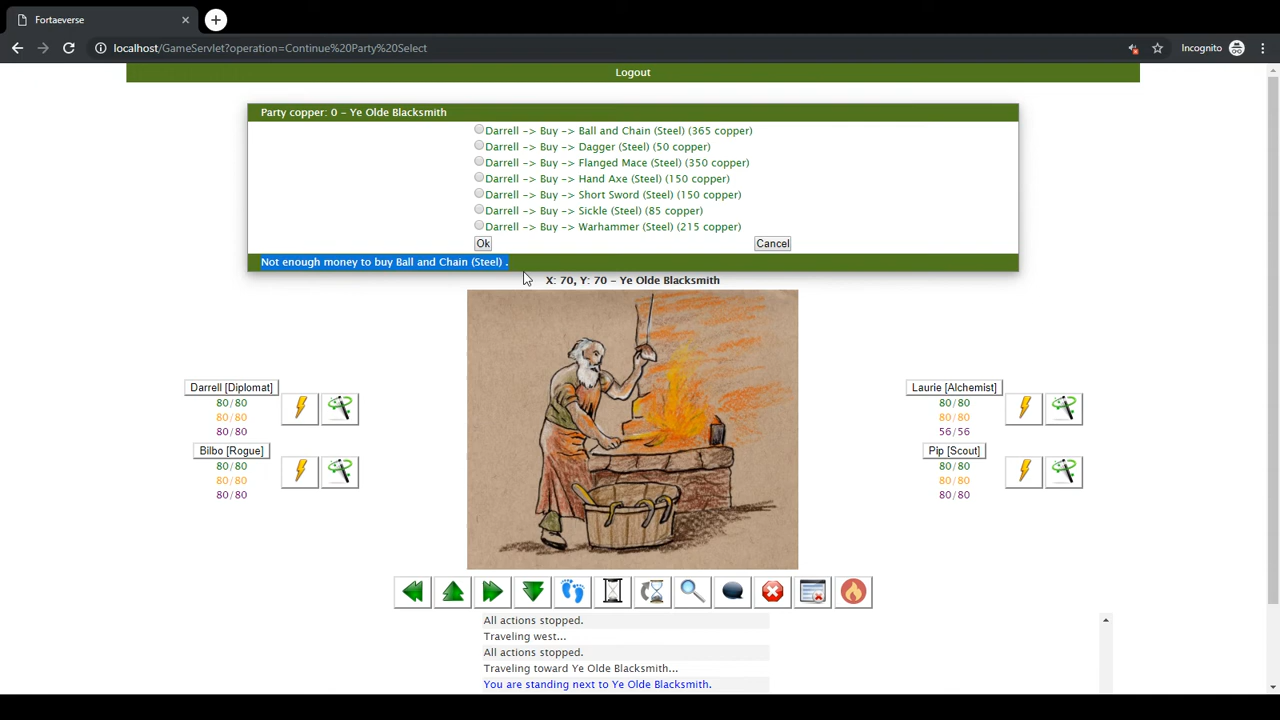 Fortaeverse
localhost/GameServlet?operation=Continue%20Party%20Select
Incognito
Logout
Party copper: 0 - Ye Olde Blacksmith
Darrell -> Buy -> Ball and Chain (Steel) (365 copper)
Darrell -> Buy -> Dagger (Steel) (50 copper)
Darrell -> Buy -> Flanged Mace (Steel) (350 copper)
Darrell -> Buy -> Hand Axe (Steel) (150 copper)
Darrell -> Buy -> Short Sword (Steel) (150 copper)
Darrell -> Buy -> Sickle (Steel) (85 copper)
Darrell -> Buy -> Warhammer (Steel) (215 copper)
Ok Cancel
Not enough money to buy Ball and Chain (Steel) .
X: 70, Y: 70 - Ye Olde Blacksmith
Darrell [Diplomat]
80/80
80/80
80/80
Bilbo [Rogue]
80/80
80/80
80/80
Laurie [Alchemist]
80/80
80/80
56/56
Pip [Scout]
80/80
80/80
80/80
All actions stopped.
Traveling west...
All actions stopped.
Traveling toward Ye Olde Blacksmith...
You are standing next to Ye Olde Blacksmith.